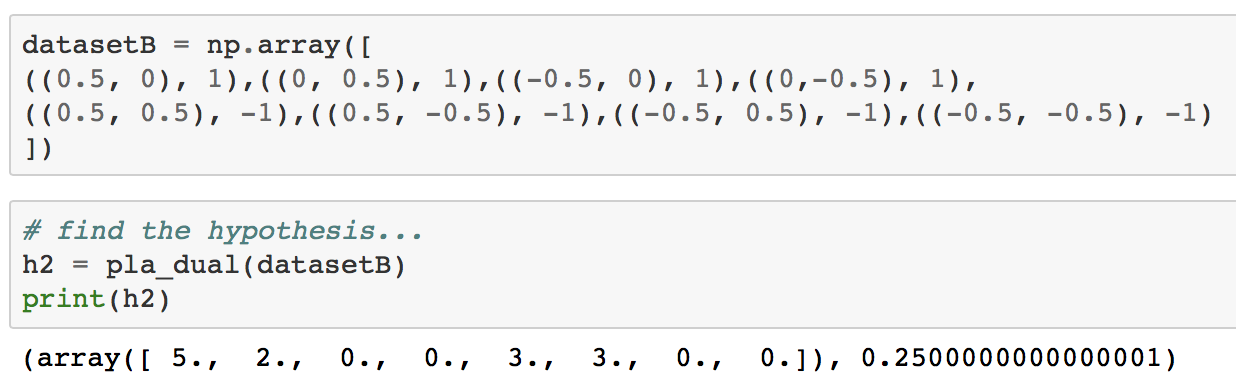 datasetB = np.array([
((0.5, 0), 1),((0, 0.5), 1),((-0.5, 0), 1),((0,-0.5), 1),
((0.5, 0.5), -1),((0.5, -0.5), -1),((-0.5, 0.5), -1),((-0.5, -0.5), -1)
])
# find the hypothesis...
h2 = pla_dual(datasetB)
print(h2)
(array([ 5.,  2.,  0.,  0.,  3.,  3.,  0.,  0.]), 0.2500000000000001)